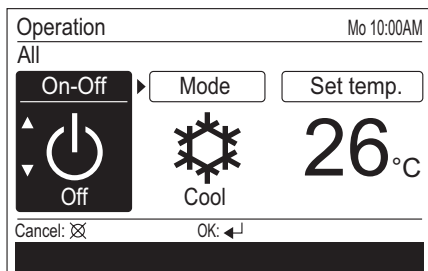 Operation Mo 10:00AM
All
On-Off Mode Set temp.
26°C
Off Cool
Cancel: OK: